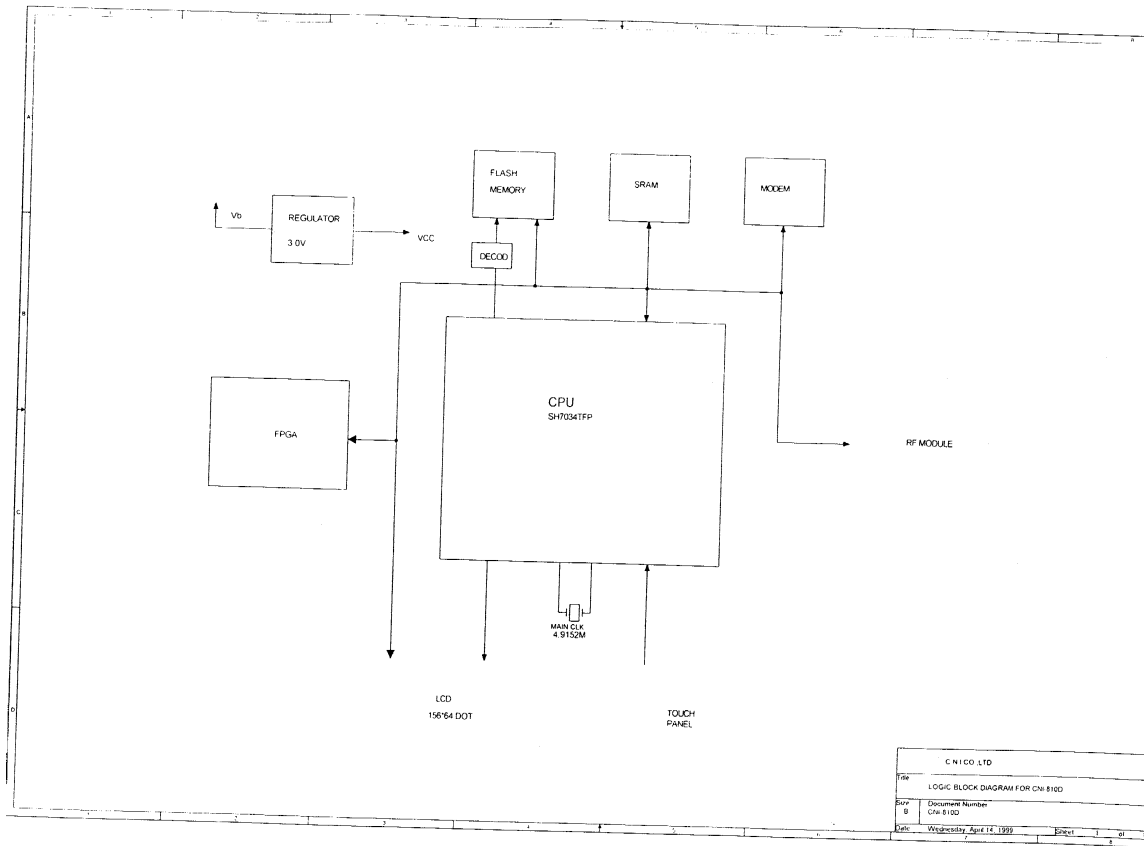 FLASH
MEMORY
SRAM
MODEM
Vb
REGULATOR
3.0V
VCC
DECOD
CPU
SH7034TFP
FPGA
RF MODULE
MAIN CLK
4.9152M
LCD
156*64 DOT
TOUCH
PANEL
A
B
C
D
C N I CO.,LTD
Title
LOGIC BLOCK DIAGRAM FOR CNI-810D
Size
B
Document Number
CNI-810D
Date:
Wednesday, April 14, 1999
Sheet 1 of